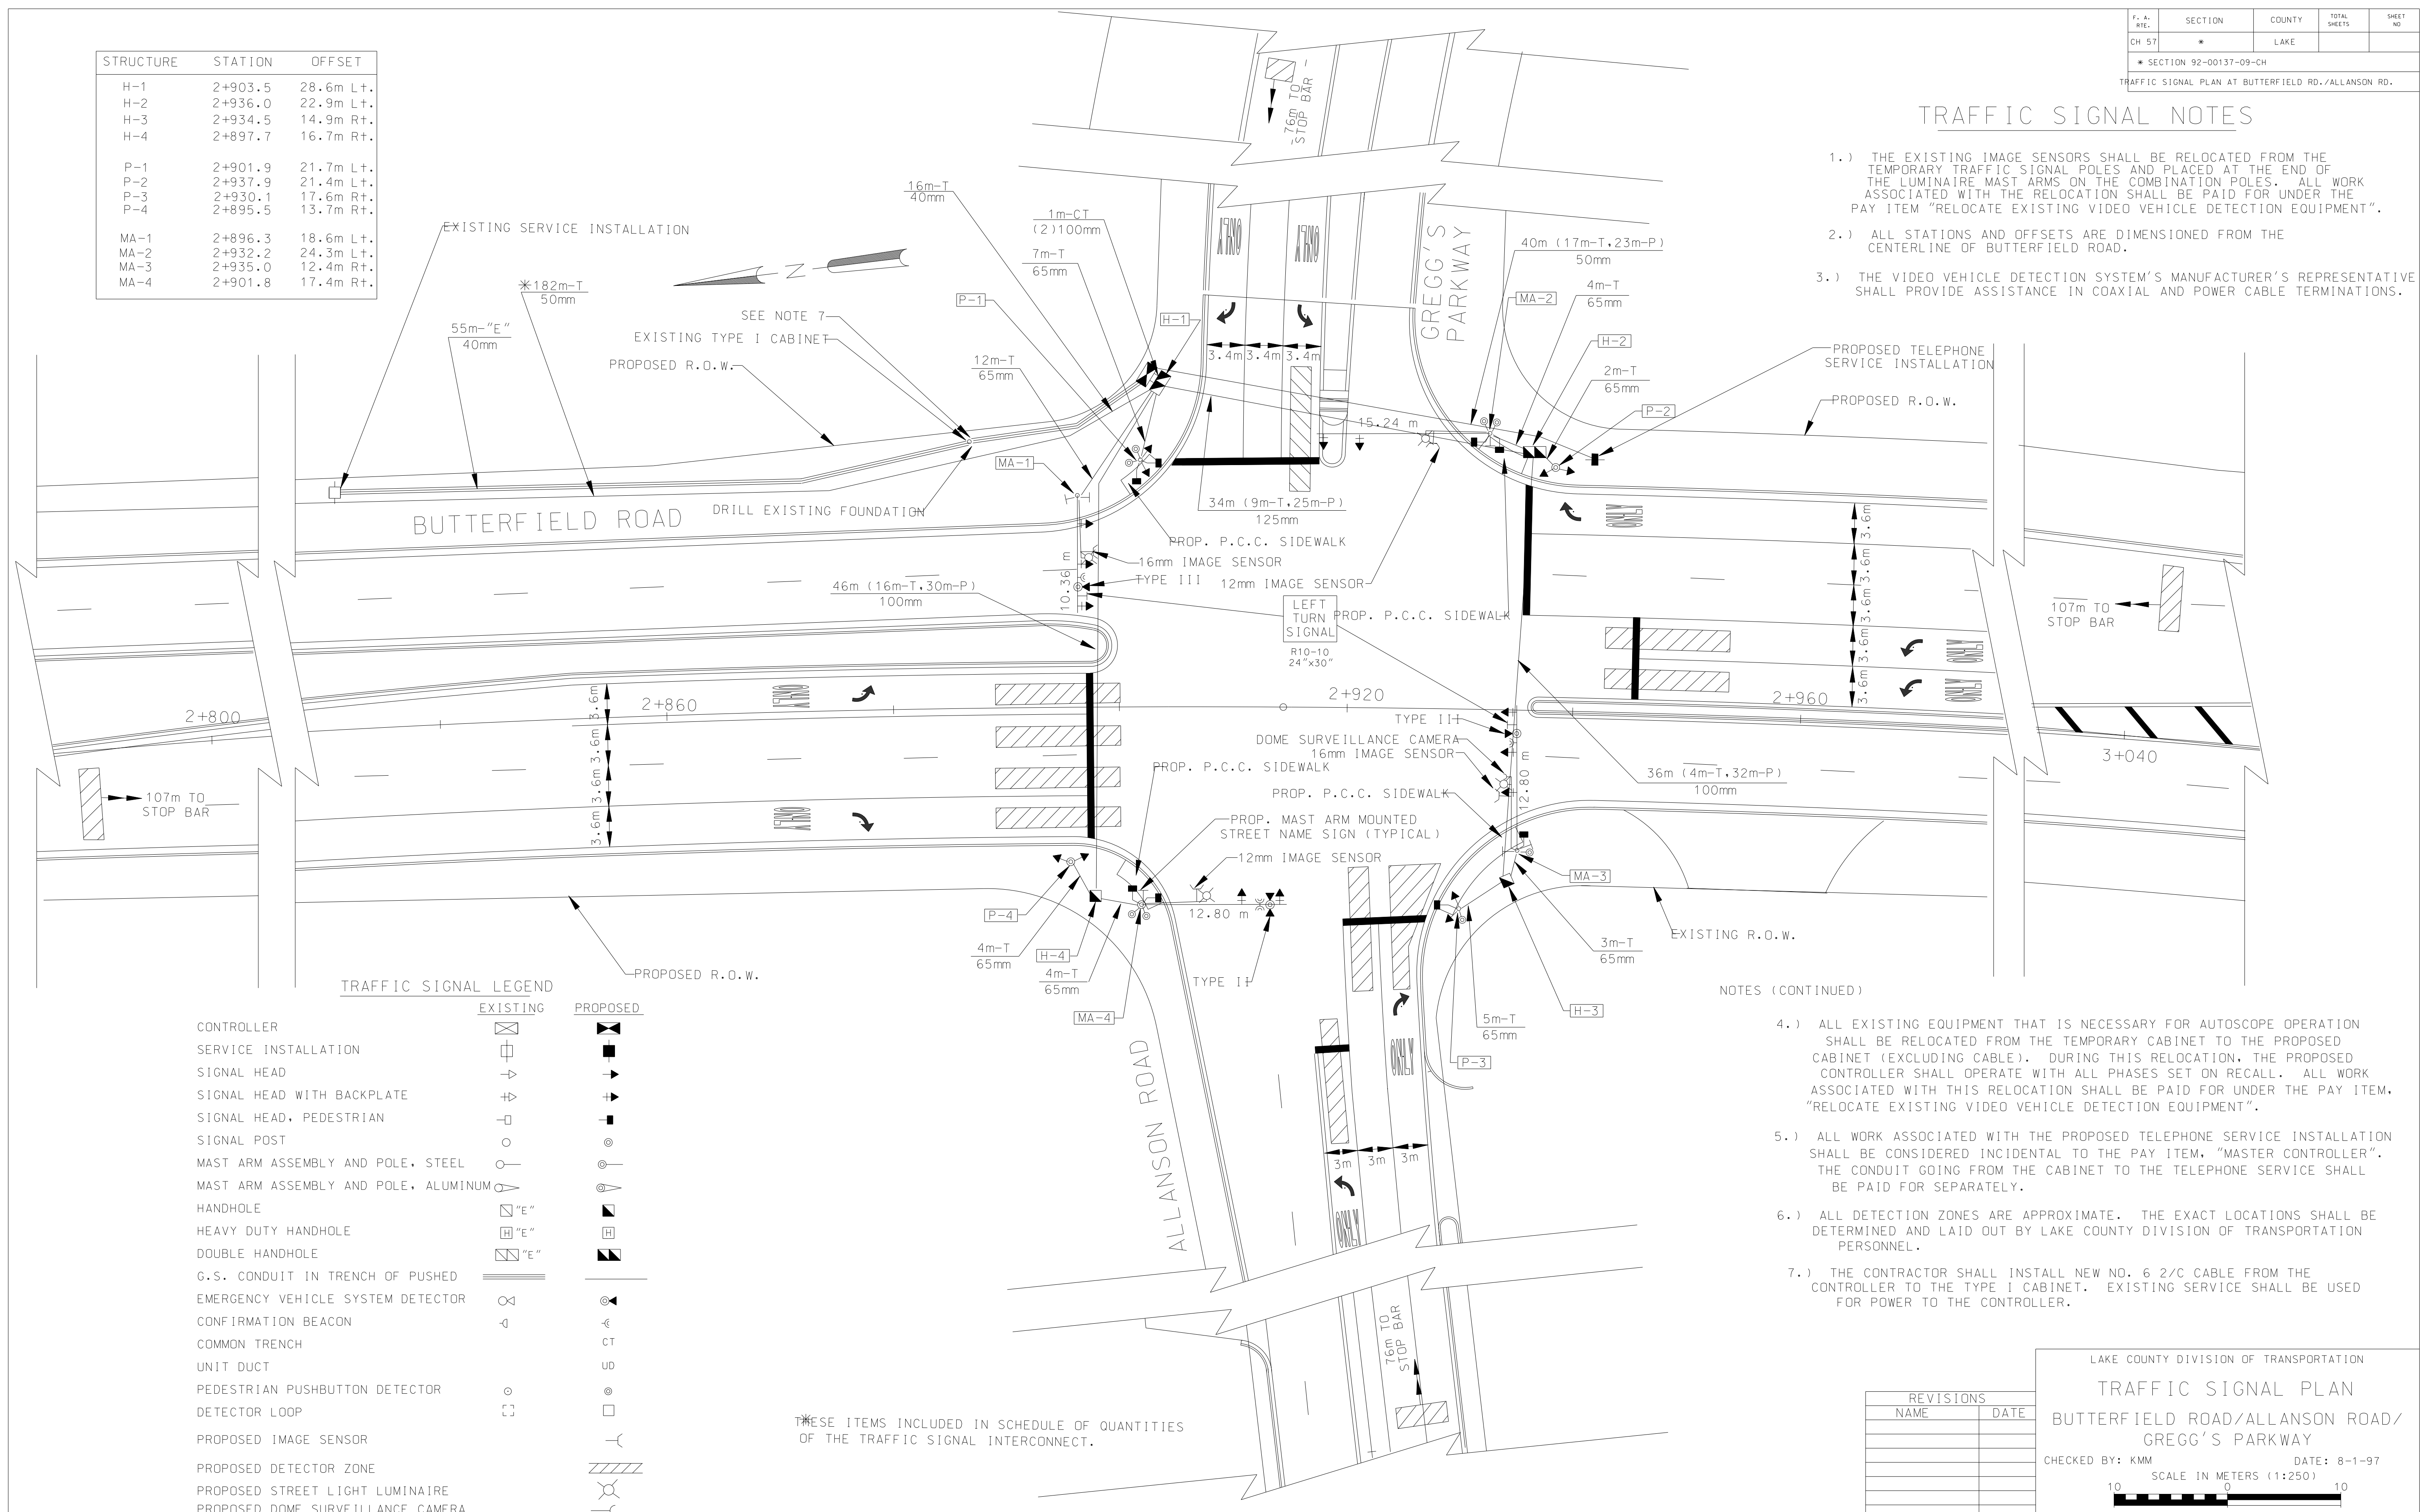 F. A. RTE. SECTION COUNTY TOTAL SHEETS SHEET NO
CH 57 * LAKE
* SECTION 92-00137-09-CH
TRAFFIC SIGNAL PLAN AT BUTTERFIELD RD./ALLANSON RD.
STRUCTURE STATION OFFSET
H-1 2+903.5 28.6m Lt.
H-2 2+936.0 22.9m Lt.
H-3 2+934.5 14.9m Rt.
H-4 2+897.7 16.7m Rt.
P-1 2+901.9 21.7m Lt.
P-2 2+937.9 21.4m Lt.
P-3 2+930.1 17.6m Rt.
P-4 2+895.5 13.7m Rt.
MA-1 2+896.3 18.6m Lt.
MA-2 2+932.2 24.3m Lt.
MA-3 2+935.0 12.4m Rt.
MA-4 2+901.8 17.4m Rt.
TRAFFIC SIGNAL NOTES
1.) THE EXISTING IMAGE SENSORS SHALL BE RELOCATED FROM THE
TEMPORARY TRAFFIC SIGNAL POLES AND PLACED AT THE END OF
THE LUMINAIRE MAST ARMS ON THE COMBINATION POLES. ALL WORK
ASSOCIATED WITH THE RELOCATION SHALL BE PAID FOR UNDER THE
PAY ITEM "RELOCATE EXISTING VIDEO VEHICLE DETECTION EQUIPMENT".
2.) ALL STATIONS AND OFFSETS ARE DIMENSIONED FROM THE
CENTERLINE OF BUTTERFIELD ROAD.
3.) THE VIDEO VEHICLE DETECTION SYSTEM'S MANUFACTURER'S REPRESENTATIVE
SHALL PROVIDE ASSISTANCE IN COAXIAL AND POWER CABLE TERMINATIONS.
76m TO
STOP BAR
16m-T
40mm
1m-CT
(2)100mm
7m-T
65mm
EXISTING SERVICE INSTALLATION
*182m-T
50mm
N
55m-"E"
40mm
SEE NOTE 7
EXISTING TYPE I CABINET
PROPOSED R.O.W.
P-1
12m-T
65mm
H-1
ONLY
ONLY
GREGG'S
PARKWAY
40m (17m-T,23m-P)
50mm
MA-2
4m-T
65mm
H-2
2m-T
65mm
P-2
PROPOSED TELEPHONE
SERVICE INSTALLATION
PROPOSED R.O.W.
3.4m 3.4m 3.4m
15.24 m
MA-1
BUTTERFIELD ROAD
DRILL EXISTING FOUNDATION
34m (9m-T,25m-P)
125mm
PROP. P.C.C. SIDEWALK
16mm IMAGE SENSOR
TYPE III
12mm IMAGE SENSOR
10.36 m
46m (16m-T,30m-P)
100mm
LEFT
TURN
SIGNAL
R10-10
24"x30"
PROP. P.C.C. SIDEWALK
ONLY
3.6m
3.6m
3.6m
3.6m
3.6m
ONLY
ONLY
107m TO
STOP BAR
2+800
2+860
2+920
2+960
3+040
ONLY
3.6m
3.6m
3.6m
3.6m
ONLY
107m TO
STOP BAR
TYPE III
DOME SURVEILLANCE CAMERA
16mm IMAGE SENSOR
PROP. P.C.C. SIDEWALK
PROP. P.C.C. SIDEWALK
12.80 m
36m (4m-T,32m-P)
100mm
PROP. MAST ARM MOUNTED
STREET NAME SIGN (TYPICAL)
12mm IMAGE SENSOR
12.80 m
MA-3
P-4
4m-T
65mm
H-4
4m-T
65mm
MA-4
TYPE II
3m-T
65mm
EXISTING R.O.W.
H-3
5m-T
65mm
P-3
PROPOSED R.O.W.
ALLANSON ROAD
ONLY
3m 3m 3m
ONLY
76m TO
STOP BAR
TRAFFIC SIGNAL LEGEND
EXISTING PROPOSED
CONTROLLER
SERVICE INSTALLATION
SIGNAL HEAD
SIGNAL HEAD WITH BACKPLATE
SIGNAL HEAD, PEDESTRIAN
SIGNAL POST
MAST ARM ASSEMBLY AND POLE, STEEL
MAST ARM ASSEMBLY AND POLE, ALUMINUM
HANDHOLE "E"
HEAVY DUTY HANDHOLE H "E" H
DOUBLE HANDHOLE "E"
G.S. CONDUIT IN TRENCH OF PUSHED
EMERGENCY VEHICLE SYSTEM DETECTOR
CONFIRMATION BEACON
COMMON TRENCH CT
UNIT DUCT UD
PEDESTRIAN PUSHBUTTON DETECTOR
DETECTOR LOOP
PROPOSED IMAGE SENSOR
PROPOSED DETECTOR ZONE
PROPOSED STREET LIGHT LUMINAIRE
PROPOSED DOME SURVEILLANCE CAMERA
*THESE ITEMS INCLUDED IN SCHEDULE OF QUANTITIES
OF THE TRAFFIC SIGNAL INTERCONNECT.
NOTES (CONTINUED)
4.) ALL EXISTING EQUIPMENT THAT IS NECESSARY FOR AUTOSCOPE OPERATION
SHALL BE RELOCATED FROM THE TEMPORARY CABINET TO THE PROPOSED
CABINET (EXCLUDING CABLE). DURING THIS RELOCATION, THE PROPOSED
CONTROLLER SHALL OPERATE WITH ALL PHASES SET ON RECALL. ALL WORK
ASSOCIATED WITH THIS RELOCATION SHALL BE PAID FOR UNDER THE PAY ITEM,
"RELOCATE EXISTING VIDEO VEHICLE DETECTION EQUIPMENT".
5.) ALL WORK ASSOCIATED WITH THE PROPOSED TELEPHONE SERVICE INSTALLATION
SHALL BE CONSIDERED INCIDENTAL TO THE PAY ITEM, "MASTER CONTROLLER".
THE CONDUIT GOING FROM THE CABINET TO THE TELEPHONE SERVICE SHALL
BE PAID FOR SEPARATELY.
6.) ALL DETECTION ZONES ARE APPROXIMATE. THE EXACT LOCATIONS SHALL BE
DETERMINED AND LAID OUT BY LAKE COUNTY DIVISION OF TRANSPORTATION
PERSONNEL.
7.) THE CONTRACTOR SHALL INSTALL NEW NO. 6 2/C CABLE FROM THE
CONTROLLER TO THE TYPE I CABINET. EXISTING SERVICE SHALL BE USED
FOR POWER TO THE CONTROLLER.
REVISIONS
NAME DATE
LAKE COUNTY DIVISION OF TRANSPORTATION
TRAFFIC SIGNAL PLAN
BUTTERFIELD ROAD/ALLANSON ROAD/
GREGG'S PARKWAY
CHECKED BY: KMM DATE: 8-1-97
SCALE IN METERS (1:250)
10 0 10